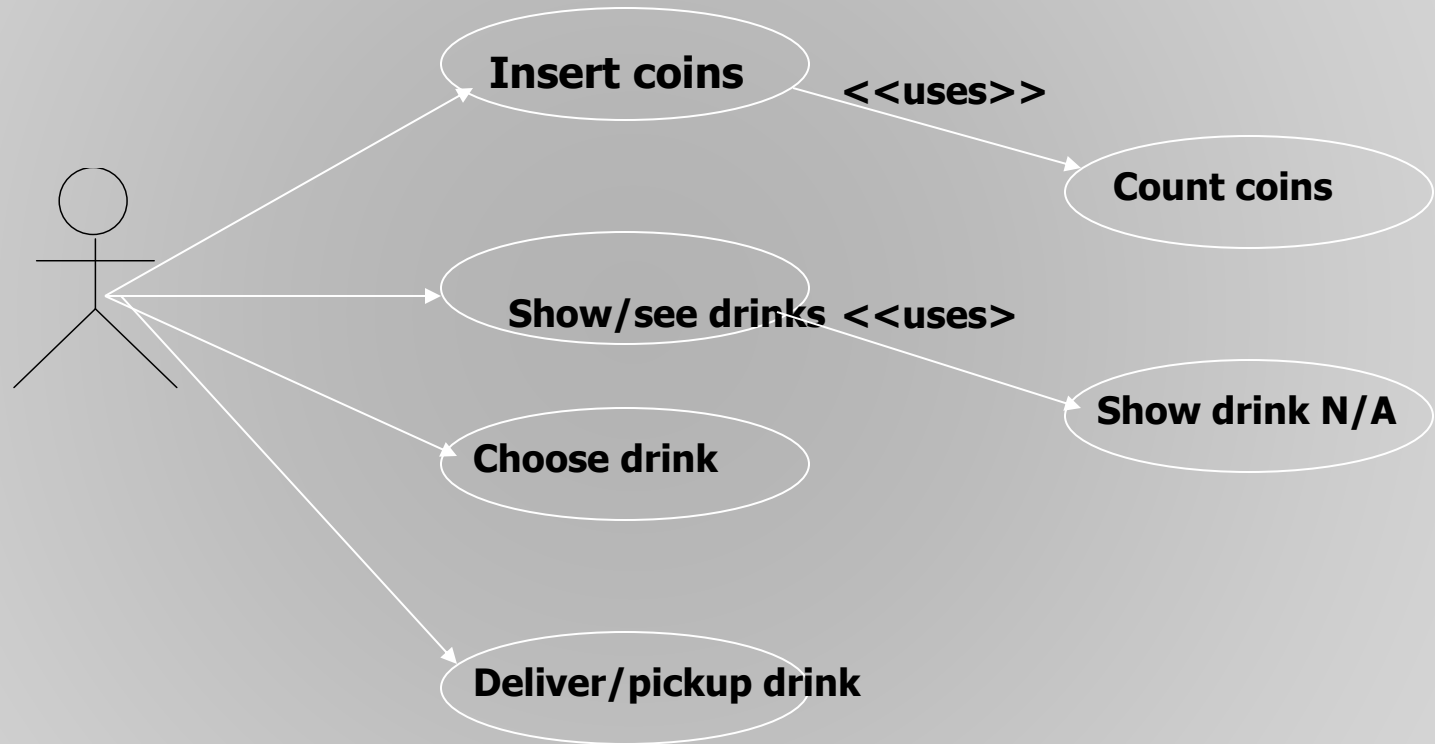 Insert coins
<<uses>>
Count coins
Show/see drinks
<<uses>
Show drink N/A
Choose drink
Deliver/pickup drink